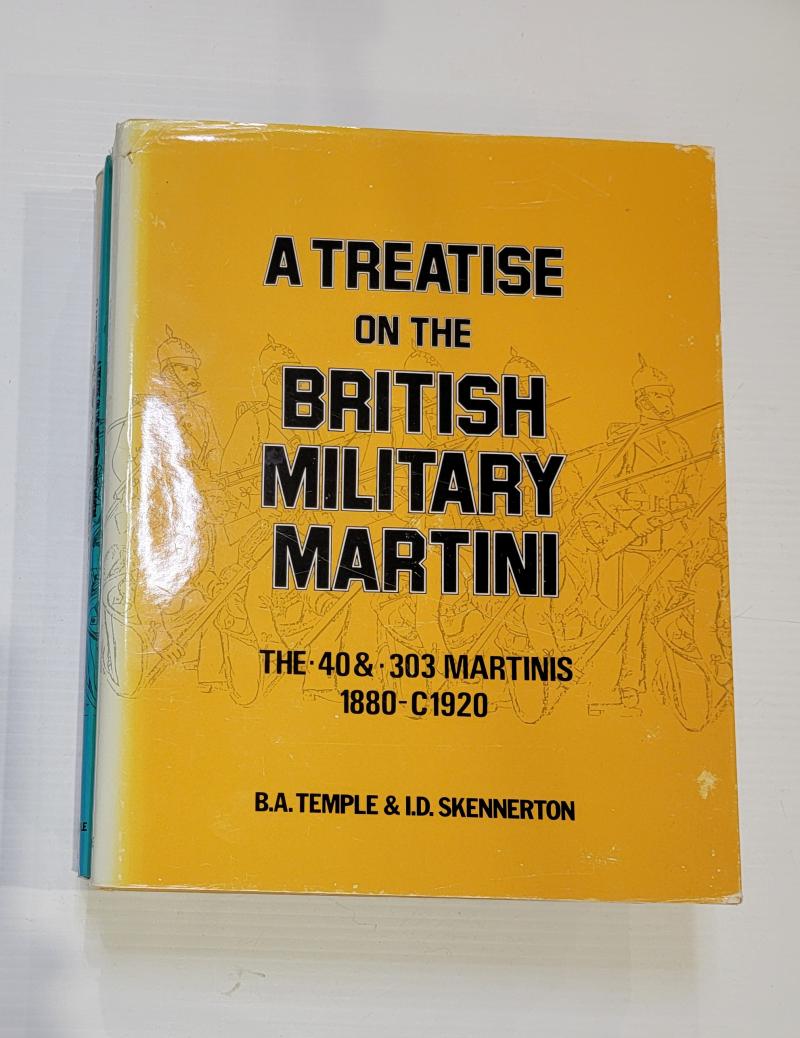 A TREATISE
ON THE
BRITISH
MILITARY
MARTINI
THE ·40 & ·303 MARTINIS
1880-C1920
B.A. TEMPLE & I.D. SKENNERTON